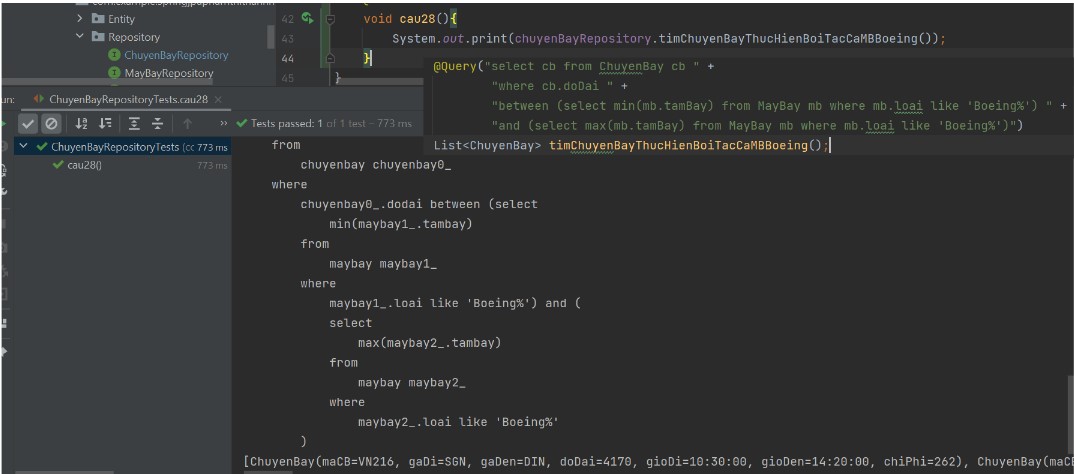 Entity
Repository
ChuyenBayRepository
MayBayRepository
42 void cau28(){
43 System.out.print(chuyenBayRepository.timChuyenBayThucHienBoiTacCaMBBoeing());
44 }
45 }
@Query("select cb from ChuyenBay cb " +
"where cb.doDai " +
"between (select min(mb.tamBay) from MayBay mb where mb.loai like 'Boeing%') " +
"and (select max(mb.tamBay) from MayBay mb where mb.loai like 'Boeing%')")
List<ChuyenBay> timChuyenBayThucHienBoiTacCaMBBoeing();
un: ChuyenBayRepositoryTests.cau28 ×
» Tests passed: 1 of 1 test – 773 ms
ChuyenBayRepositoryTests (cc 773 ms
cau28() 773 ms
from
chuyenbay chuyenbay0_
where
chuyenbay0_.dodai between (select
min(maybay1_.tambay)
from
maybay maybay1_
where
maybay1_.loai like 'Boeing%') and (
select
max(maybay2_.tambay)
from
maybay maybay2_
where
maybay2_.loai like 'Boeing%'
)
[ChuyenBay(maCB=VN216, gaDi=SGN, gaDen=DIN, doDai=4170, gioDi=10:30:00, gioDen=14:20:00, chiPhi=262), ChuyenBay(maCB